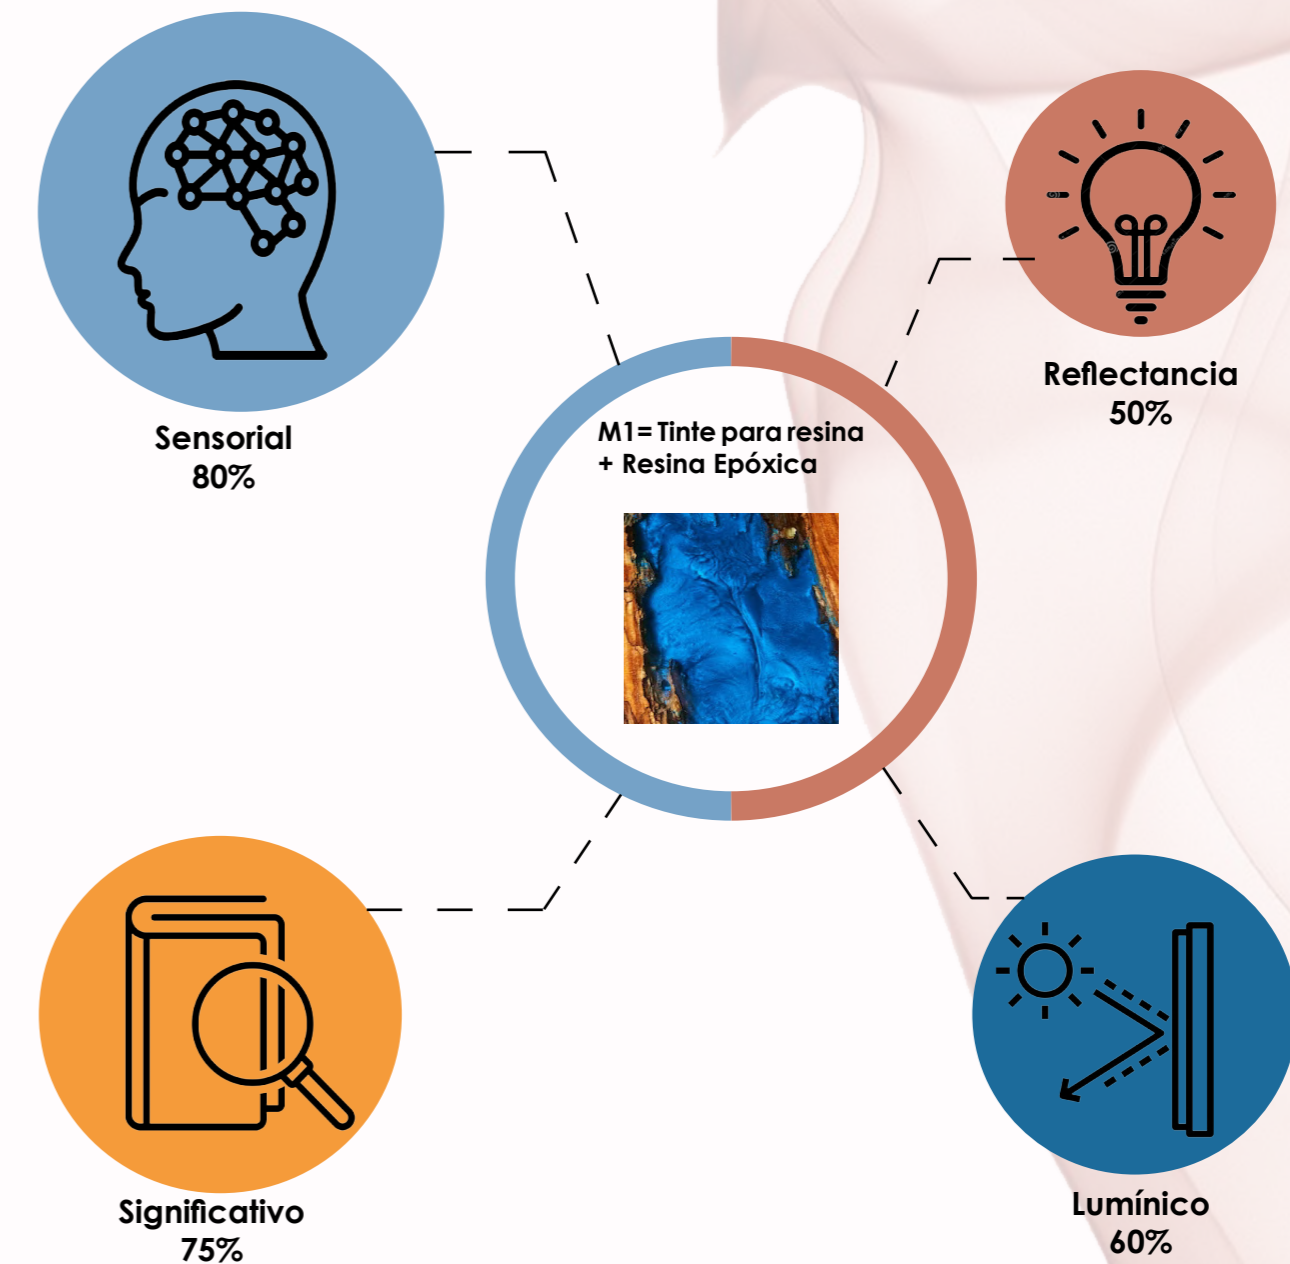 Sensorial
80%
Reflectancia
50%
M1= Tinte para resina
+ Resina Epóxica
Significativo
75%
Lumínico
60%